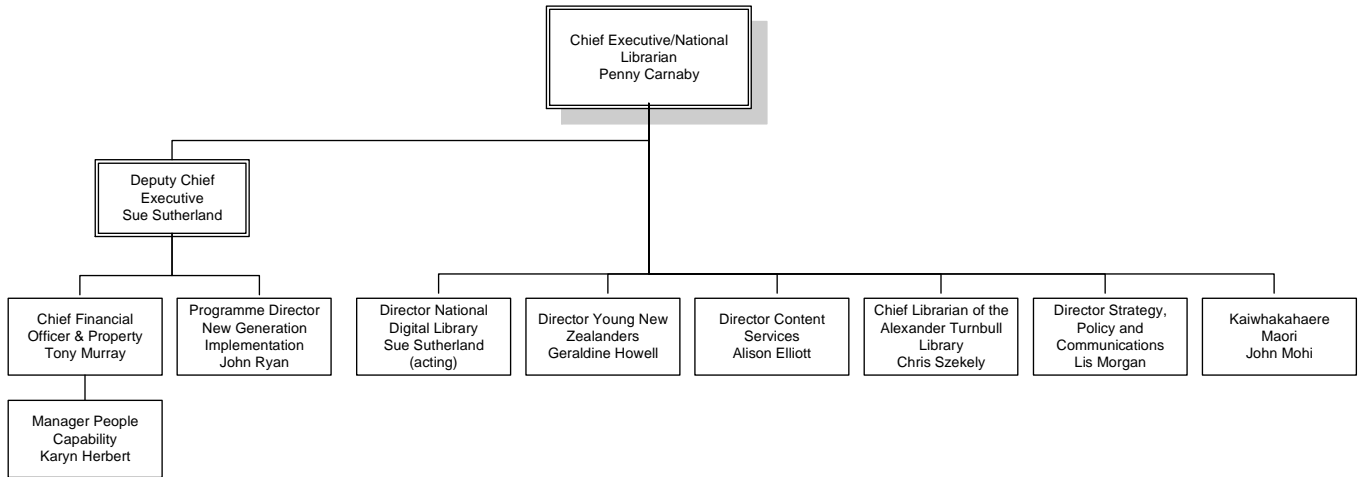 Chief Executive/National
Librarian
Penny Carnaby
Deputy Chief
Executive
Sue Sutherland
Chief Financial
Officer & Property
Tony Murray
Programme Director
New Generation
Implementation
John Ryan
Director National
Digital Library
Sue Sutherland
(acting)
Director Young New
Zealanders
Geraldine Howell
Director Content
Services
Alison Elliott
Chief Librarian of the
Alexander Turnbull
Library
Chris Szekely
Director Strategy,
Policy and
Communications
Lis Morgan
Kaiwhakahaere
Maori
John Mohi
Manager People
Capability
Karyn Herbert